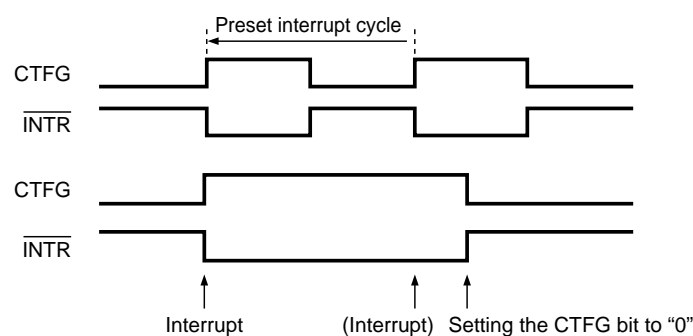 Preset interrupt cycle
CTFG
INTR
CTFG
INTR
Interrupt (Interrupt) Setting the CTFG bit to “0”